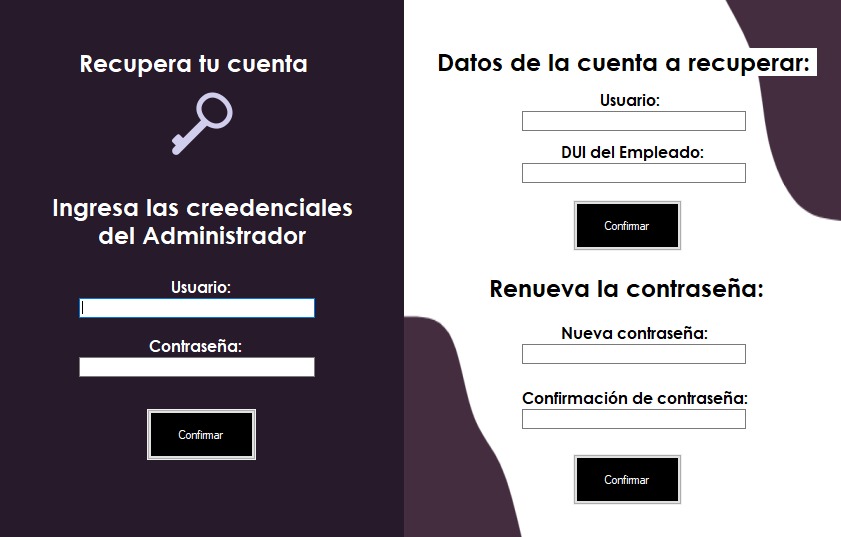 Recupera tu cuenta
Ingresa las creedenciales
del Administrador
Usuario:
Contraseña:
Confirmar
Datos de la cuenta a recuperar:
Usuario:
DUI del Empleado:
Confirmar
Renueva la contraseña:
Nueva contraseña:
Confirmación de contraseña:
Confirmar